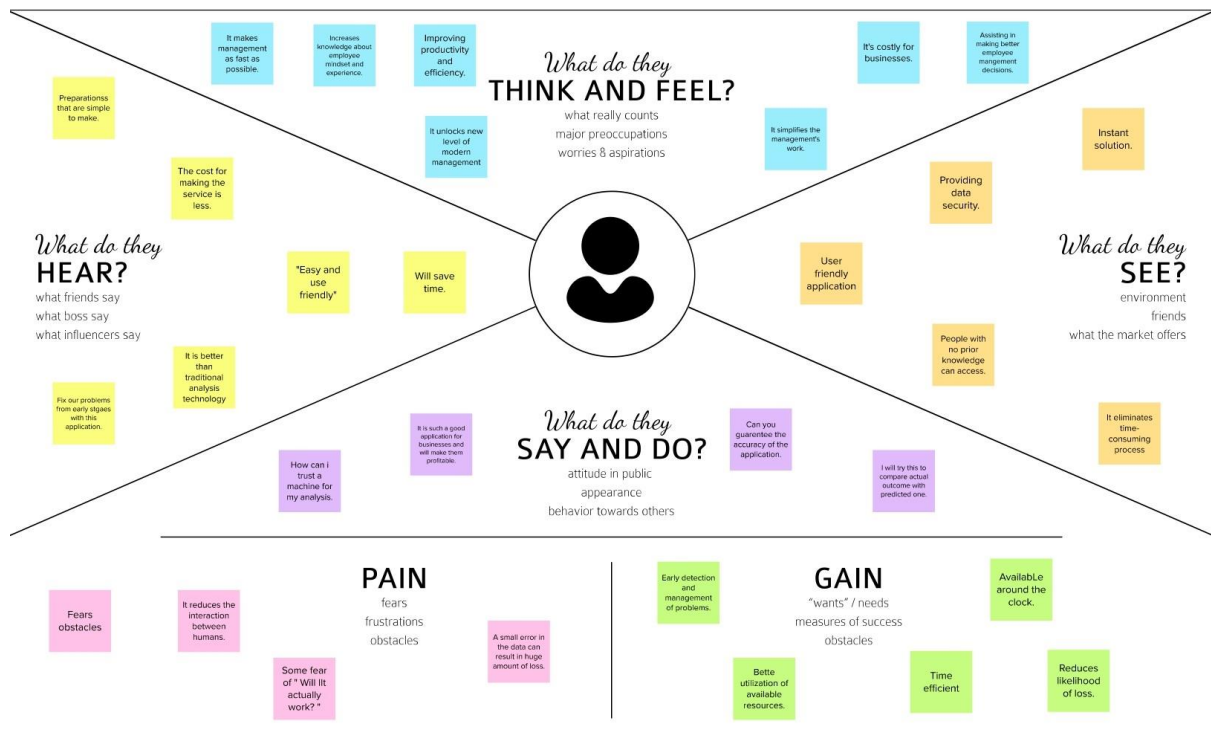 It makes
management
as fast as
possible.
Increases
knowledge about
employee
mindset and
experience.
Improving
productivity
and
efficiency.
It unlocks new
level of
modern
management
What do they
THINK AND FEEL?
what really counts
major preoccupations
worries & aspirations
It's costly for
businesses.
Assisting in
making better
employee
mangement
decisions.
It simplifies the
management's
work.
Preparationss
that are simple
to make.
The cost for
making the
service is
less.
What do they
HEAR?
what friends say
what boss say
what influencers say
"Easy and
use
friendly"
Will save
time.
It is better
than
traditional
analysis
technology
Fix our problems
from early stgaes
with this
application.
Instant
solution.
Providing
data
security.
User
friendly
application
What do they
SEE?
environment
friends
what the market offers
People with
no prior
knowledge
can access.
It eliminates
time-
consuming
process
What do they
SAY AND DO?
attitude in public
appearance
behavior towards others
How can i
trust a
machine for
my analysis.
It is such a good
application for
businesses and
will make them
profitable.
Can you
guarentee the
accuracy of the
application.
I will try this to
compare actual
outcome with
predicted one.
PAIN
fears
frustrations
obstacles
Fears
obstacles
It reduces the
interaction
between
humans.
Some fear
of " Will IIt
actually
work? "
A small error in
the data can
result in huge
amount of loss.
GAIN
"wants" / needs
measures of success
obstacles
Early detection
and
management
of problems.
AvailabLe
around the
clock.
Bette
utilization of
available
resources.
Time
efficient
Reduces
likelihood
of loss.